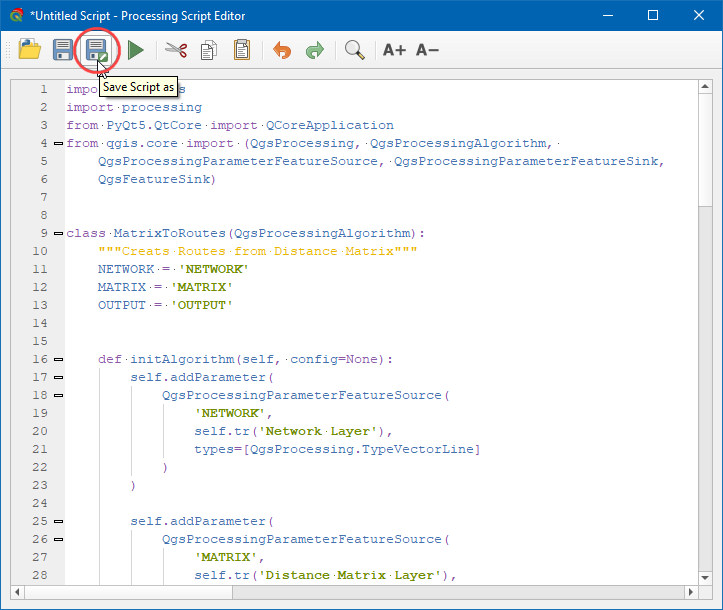 *Untitled Script - Processing Script Editor
A+ A−
Save Script as
1 imp s
2 import processing
3 from PyQt5.QtCore import QCoreApplication
4 from qgis.core import (QgsProcessing, QgsProcessingAlgorithm,
5 QgsProcessingParameterFeatureSource, QgsProcessingParameterFeatureSink,
6 QgsFeatureSink)
7
8
9 class MatrixToRoutes(QgsProcessingAlgorithm):
10 """Creats Routes from Distance Matrix"""
11 NETWORK = 'NETWORK'
12 MATRIX = 'MATRIX'
13 OUTPUT = 'OUTPUT'
14
15
16 def initAlgorithm(self, config=None):
17 self.addParameter(
18 QgsProcessingParameterFeatureSource(
19 'NETWORK',
20 self.tr('Network Layer'),
21 types=[QgsProcessing.TypeVectorLine]
22 )
23 )
24
25 self.addParameter(
26 QgsProcessingParameterFeatureSource(
27 'MATRIX',
28 self.tr('Distance Matrix Layer'),